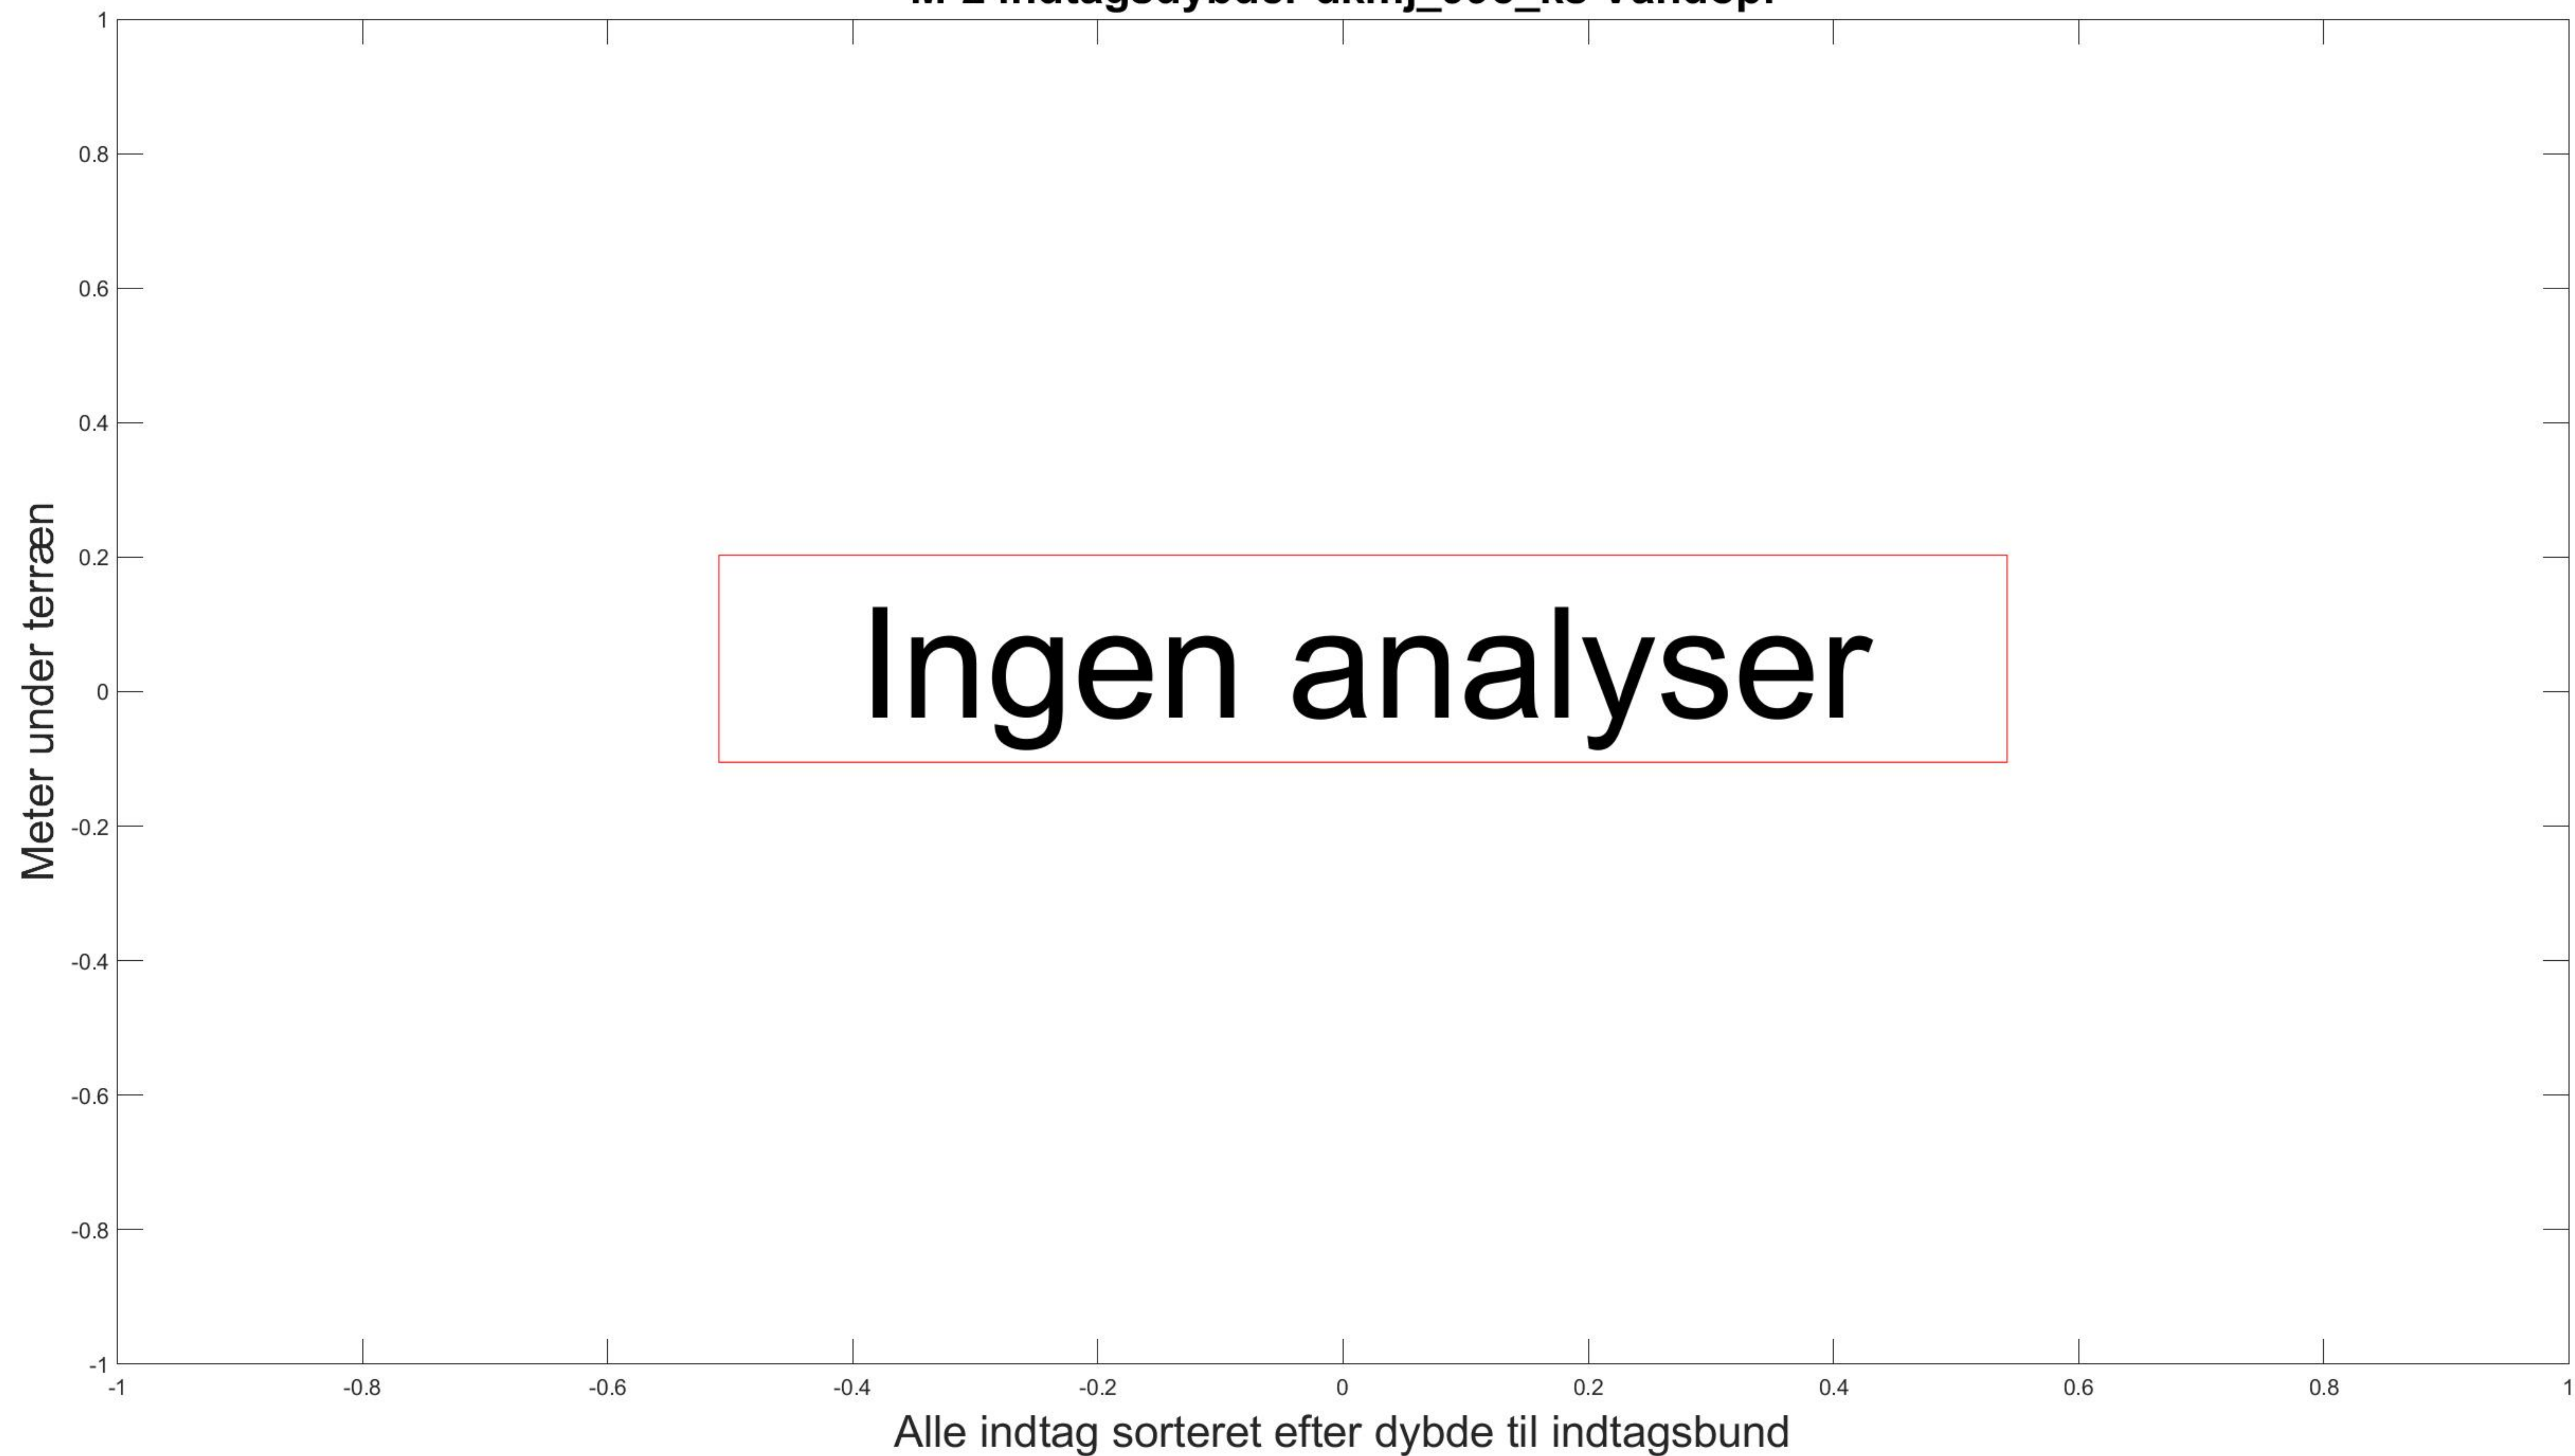 1
0.8
0.6
0.4
0.2
0
-0.2
-0.4
-0.6
-0.8
-1
Meter under terræn
Ingen analyser
-1 -0.8 -0.6 -0.4 -0.2 0 0.2 0.4 0.6 0.8 1
Alle indtag sorteret efter dybde til indtagsbund